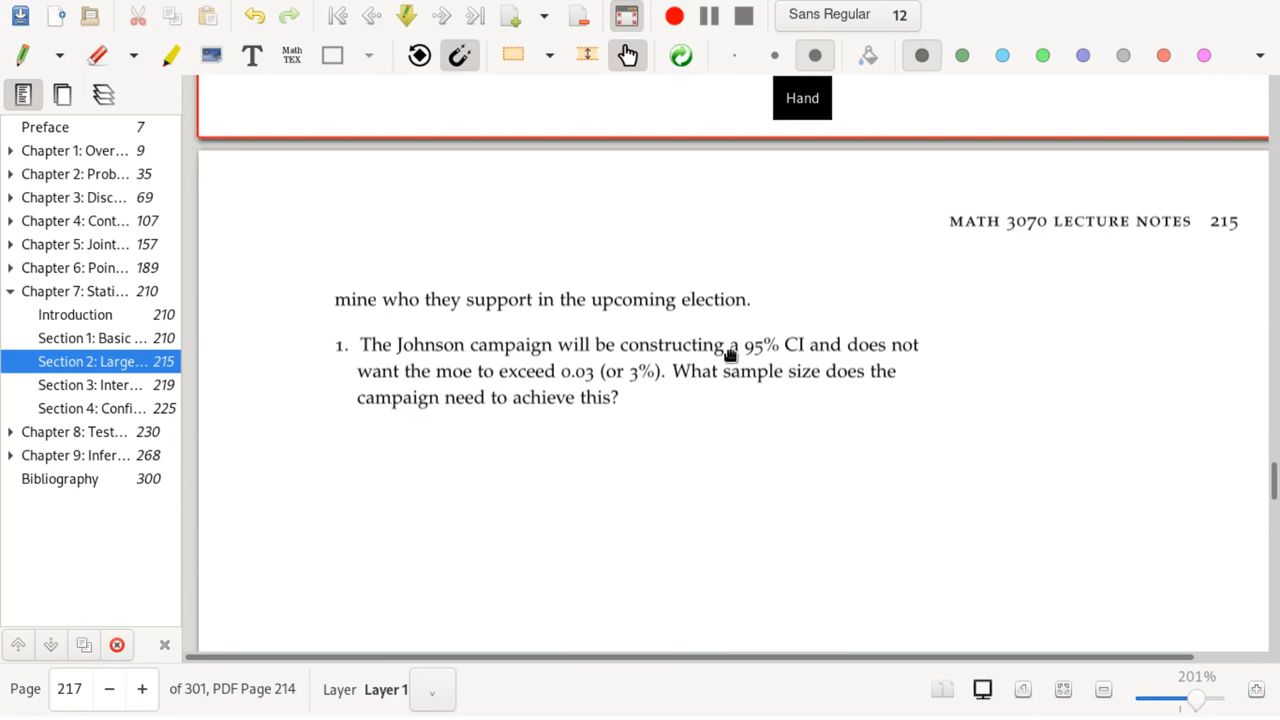 Sans Regular 12
Math
TEX
Hand
Preface 7
Chapter 1: Over... 9
Chapter 2: Prob... 35
Chapter 3: Disc... 69
Chapter 4: Cont... 107
Chapter 5: Joint... 157
Chapter 6: Poin... 189
Chapter 7: Stati... 210
Introduction 210
Section 1: Basic ... 210
Section 2: Large... 215
Section 3: Inter... 219
Section 4: Confi... 225
Chapter 8: Test... 230
Chapter 9: Infer... 268
Bibliography 300
MATH 3070 LECTURE NOTES 215
mine who they support in the upcoming election.
1. The Johnson campaign will be constructing a 95% CI and does not
want the moe to exceed 0.03 (or 3%). What sample size does the
campaign need to achieve this?
Page 217 of 301, PDF Page 214 Layer Layer 1 201%